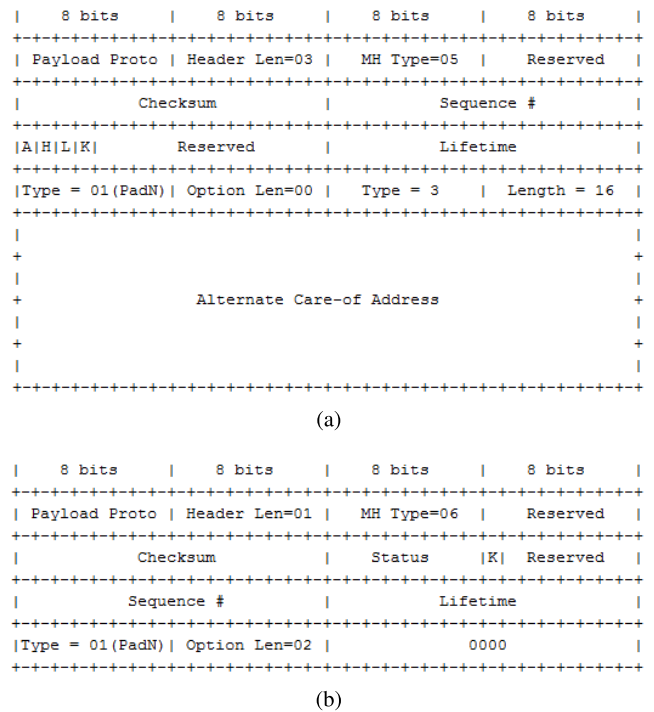 |    8 bits    |    8 bits    |    8 bits    |    8 bits    |
+-+-+-+-+-+-+-+-+-+-+-+-+-+-+-+-+-+-+-+-+-+-+-+-+-+-+-+-+-+-+-+-+
| Payload Proto | Header Len=03 |   MH Type=05  |    Reserved   |
+-+-+-+-+-+-+-+-+-+-+-+-+-+-+-+-+-+-+-+-+-+-+-+-+-+-+-+-+-+-+-+-+
|            Checksum           |           Sequence #          |
+-+-+-+-+-+-+-+-+-+-+-+-+-+-+-+-+-+-+-+-+-+-+-+-+-+-+-+-+-+-+-+-+
|A|H|L|K|        Reserved       |           Lifetime            |
+-+-+-+-+-+-+-+-+-+-+-+-+-+-+-+-+-+-+-+-+-+-+-+-+-+-+-+-+-+-+-+-+
|Type = 01(PadN)| Option Len=00 |   Type = 3    |  Length = 16  |
+-+-+-+-+-+-+-+-+-+-+-+-+-+-+-+-+-+-+-+-+-+-+-+-+-+-+-+-+-+-+-+-+
|                                                               |
+                                                               +
|                                                               |
+                   Alternate Care-of Address                   +
|                                                               |
+                                                               +
|                                                               |
+-+-+-+-+-+-+-+-+-+-+-+-+-+-+-+-+-+-+-+-+-+-+-+-+-+-+-+-+-+-+-+-+
(a)
|    8 bits    |    8 bits    |    8 bits    |    8 bits    |
+-+-+-+-+-+-+-+-+-+-+-+-+-+-+-+-+-+-+-+-+-+-+-+-+-+-+-+-+-+-+-+-+
| Payload Proto | Header Len=01 |   MH Type=06  |    Reserved   |
+-+-+-+-+-+-+-+-+-+-+-+-+-+-+-+-+-+-+-+-+-+-+-+-+-+-+-+-+-+-+-+-+
|            Checksum           |    Status     |K|  Reserved   |
+-+-+-+-+-+-+-+-+-+-+-+-+-+-+-+-+-+-+-+-+-+-+-+-+-+-+-+-+-+-+-+-+
|           Sequence #          |           Lifetime            |
+-+-+-+-+-+-+-+-+-+-+-+-+-+-+-+-+-+-+-+-+-+-+-+-+-+-+-+-+-+-+-+-+
|Type = 01(PadN)| Option Len=02 |              0000             |
+-+-+-+-+-+-+-+-+-+-+-+-+-+-+-+-+-+-+-+-+-+-+-+-+-+-+-+-+-+-+-+-+
(b)